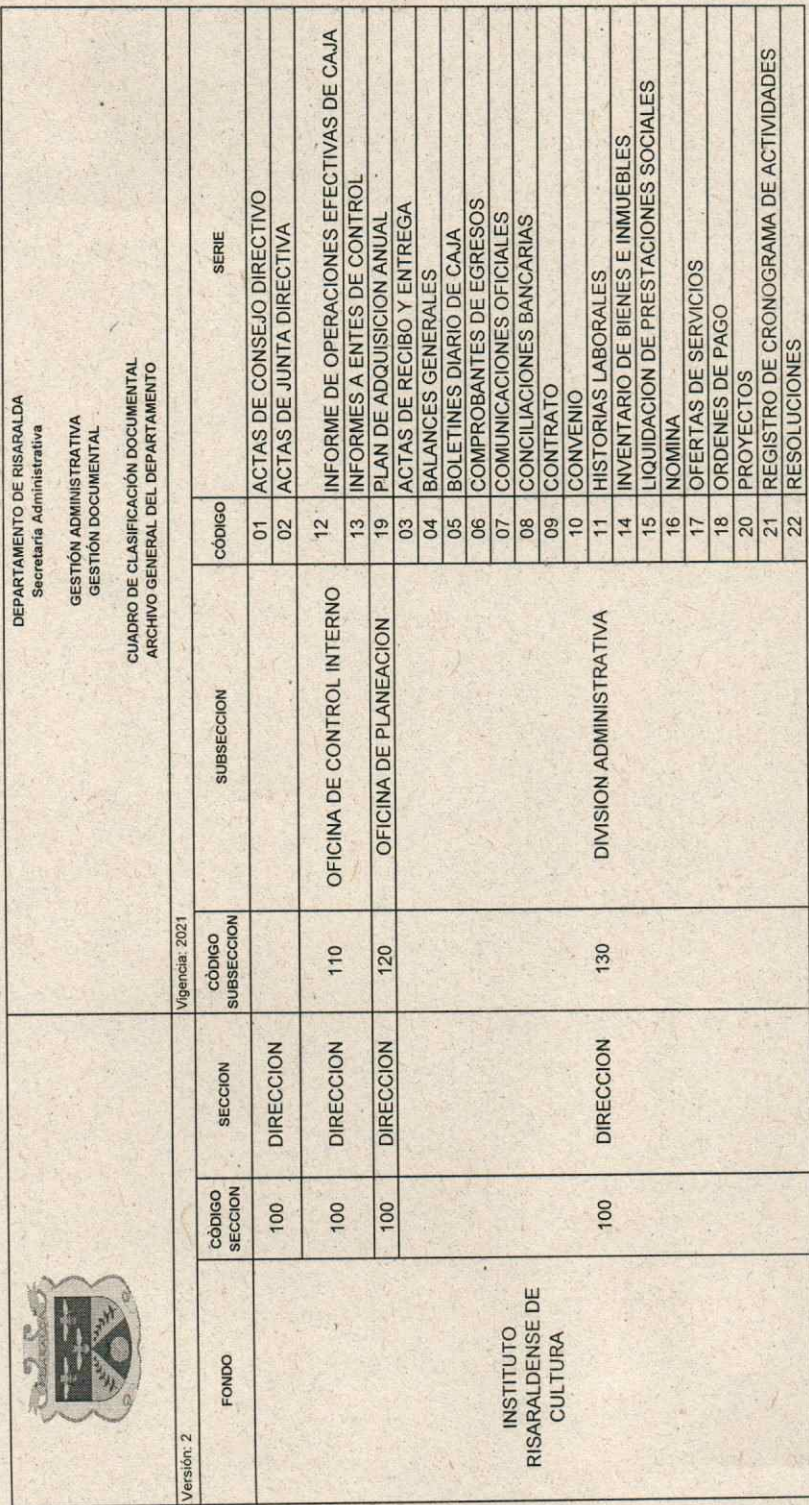 DEPARTAMENTO DE RISARALDA
Secretaría Administrativa
GESTIÓN ADMINISTRATIVA
GESTIÓN DOCUMENTAL
CUADRO DE CLASIFICACIÓN DOCUMENTAL
ARCHIVO GENERAL DEL DEPARTAMENTO
Versión: 2 Vigencia: 2021
FONDO CÒDIGO SECCION SECCION CÒDIGO SUBSECCION SUBSECCION CÓDIGO SERIE
INSTITUTO
RISARALDENSE DE
CULTURA
100 DIRECCION 01 ACTAS DE CONSEJO DIRECTIVO
02 ACTAS DE JUNTA DIRECTIVA
100 DIRECCION 110 OFICINA DE CONTROL INTERNO 12 INFORME DE OPERACIONES EFECTIVAS DE CAJA
13 INFORMES A ENTES DE CONTROL
100 DIRECCION 120 OFICINA DE PLANEACION 19 PLAN DE ADQUISICION ANUAL
100 DIRECCION 130 DIVISION ADMINISTRATIVA 03 ACTAS DE RECIBO Y ENTREGA
04 BALANCES GENERALES
05 BOLETINES DIARIO DE CAJA
06 COMPROBANTES DE EGRESOS
07 COMUNICACIONES OFICIALES
08 CONCILIACIONES BANCARIAS
09 CONTRATO
10 CONVENIO
11 HISTORIAS LABORALES
14 INVENTARIO DE BIENES E INMUEBLES
15 LIQUIDACION DE PRESTACIONES SOCIALES
16 NOMINA
17 OFERTAS DE SERVICIOS
18 ORDENES DE PAGO
20 PROYECTOS
21 REGISTRO DE CRONOGRAMA DE ACTIVIDADES
22 RESOLUCIONES